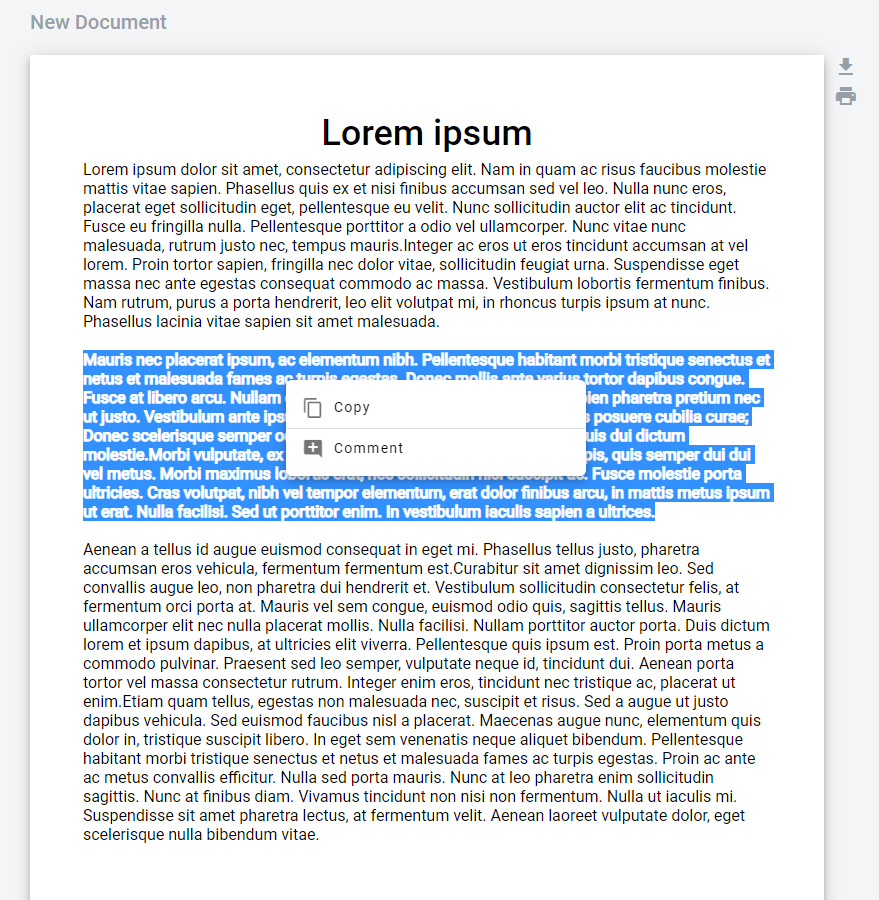 New Document
Lorem ipsum
Lorem ipsum dolor sit amet, consectetur adipiscing elit. Nam in quam ac risus faucibus molestie
mattis vitae sapien. Phasellus quis ex et nisi finibus accumsan sed vel leo. Nulla nunc eros,
placerat eget sollicitudin eget, pellentesque eu velit. Nunc sollicitudin auctor elit ac tincidunt.
Fusce eu fringilla nulla. Pellentesque porttitor a odio vel ullamcorper. Nunc vitae nunc
malesuada, rutrum justo nec, tempus mauris.Integer ac eros ut eros tincidunt accumsan at vel
lorem. Proin tortor sapien, fringilla nec dolor vitae, sollicitudin feugiat urna. Suspendisse eget
massa nec ante egestas consequat commodo ac massa. Vestibulum lobortis fermentum finibus.
Nam rutrum, purus a porta hendrerit, leo elit volutpat mi, in rhoncus turpis ipsum at nunc.
Phasellus lacinia vitae sapien sit amet malesuada.
Mauris nec placerat ipsum, ac elementum nibh. Pellentesque habitant morbi tristique senectus et
netus et malesuada fames ac turpis egestas. Donec mollis ante varius tortor dapibus congue.
Fusce at libero arcu. Nullam pharetra pretium nec
ut justo. Vestibulum ante posuere cubilia curae;
Donec scelerisque semper dui dictum
molestie.Morbi vulputate, ex quis semper dui dui
vel metus. Morbi maximus Fusce molestie porta
ultricies. Cras volutpat, nibh vel tempor elementum, erat dolor finibus arcu, in mattis metus ipsum
ut erat. Nulla facilisi. Sed ut porttitor enim. In vestibulum iaculis sapien a ultrices.
Copy
Comment
Aenean a tellus id augue euismod consequat in eget mi. Phasellus tellus justo, pharetra
accumsan eros vehicula, fermentum fermentum est.Curabitur sit amet dignissim leo. Sed
convallis augue leo, non pharetra dui hendrerit et. Vestibulum sollicitudin consectetur felis, at
fermentum orci porta at. Mauris vel sem congue, euismod odio quis, sagittis tellus. Mauris
ullamcorper elit nec nulla placerat mollis. Nulla facilisi. Nullam porttitor auctor porta. Duis dictum
lorem et ipsum dapibus, at ultricies elit viverra. Pellentesque quis ipsum est. Proin porta metus a
commodo pulvinar. Praesent sed leo semper, vulputate neque id, tincidunt dui. Aenean porta
tortor vel massa consectetur rutrum. Integer enim eros, tincidunt nec tristique ac, placerat ut
enim.Etiam quam tellus, egestas non malesuada nec, suscipit et risus. Sed a augue ut justo
dapibus vehicula. Sed euismod faucibus nisl a placerat. Maecenas augue nunc, elementum quis
dolor in, tristique suscipit libero. In eget sem venenatis neque aliquet bibendum. Pellentesque
habitant morbi tristique senectus et netus et malesuada fames ac turpis egestas. Proin ac ante
ac metus convallis efficitur. Nulla sed porta mauris. Nunc at leo pharetra enim sollicitudin
sagittis. Nunc at finibus diam. Vivamus tincidunt non nisi non fermentum. Nulla ut iaculis mi.
Suspendisse sit amet pharetra lectus, at fermentum velit. Aenean laoreet vulputate dolor, eget
scelerisque nulla bibendum vitae.